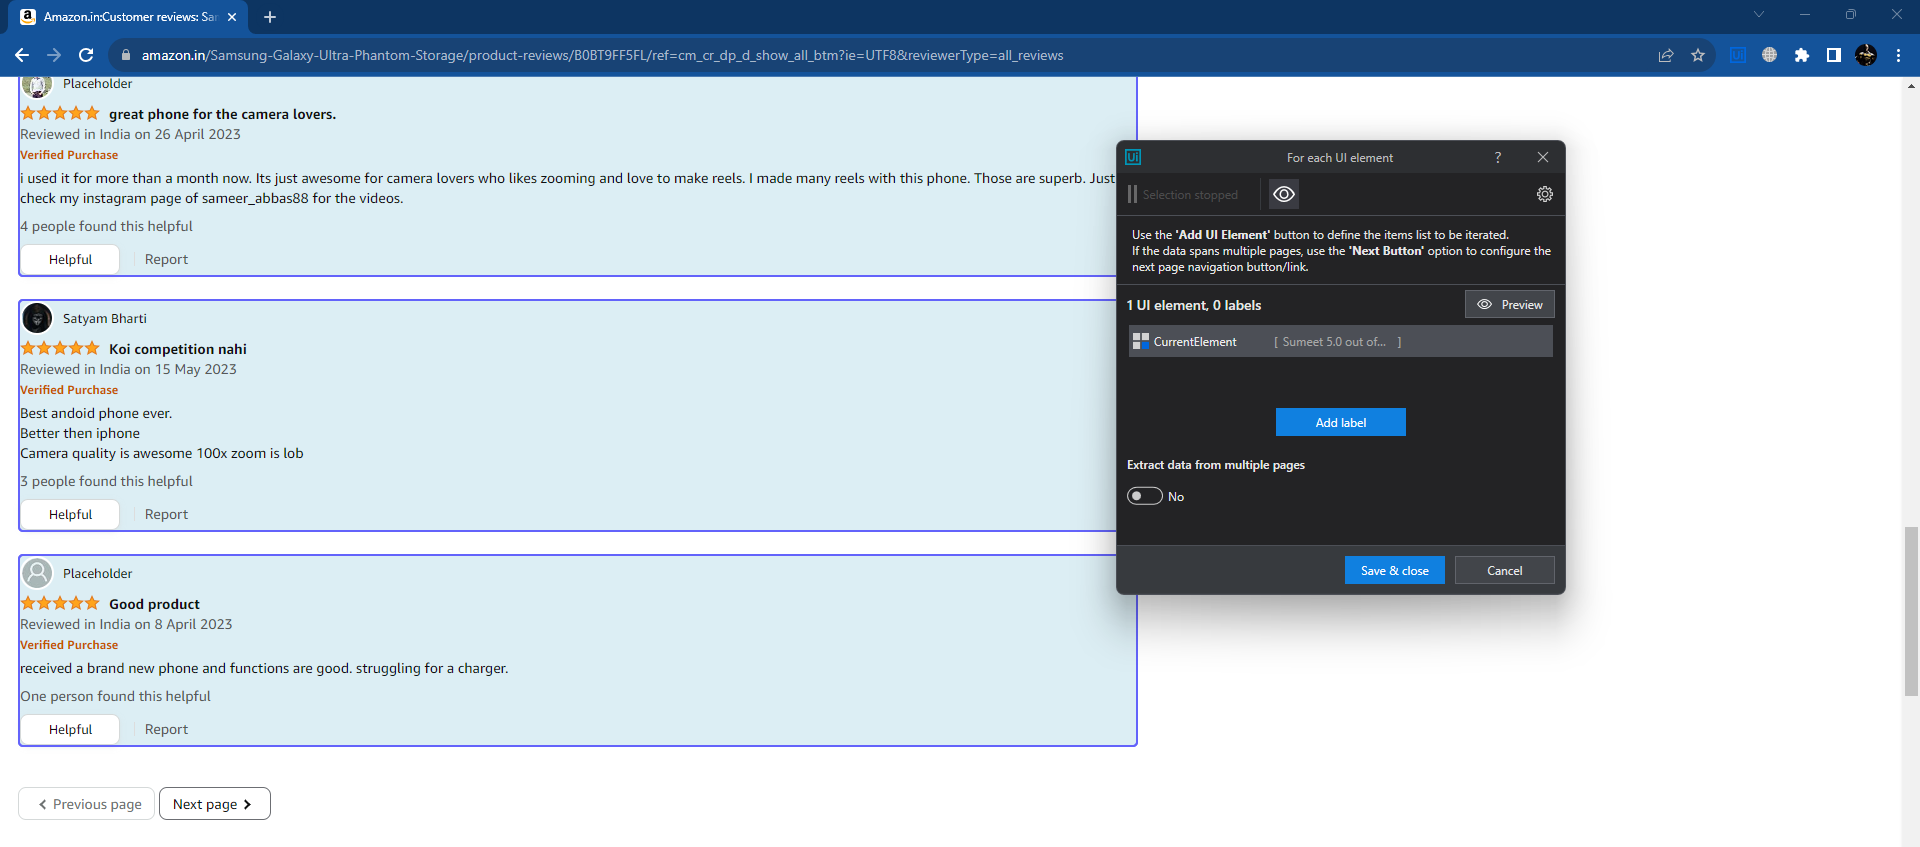 Amazon.in:Customer reviews: Sar
amazon.in/Samsung-Galaxy-Ultra-Phantom-Storage/product-reviews/B0BT9FF5FL/ref=cm_cr_dp_d_show_all_btm?ie=UTF8&reviewerType=all_reviews
Placeholder
great phone for the camera lovers.
Reviewed in India on 26 April 2023
Verified Purchase
i used it for more than a month now. Its just awesome for camera lovers who likes zooming and love to make reels. I made many reels with this phone. Those are superb. Just
check my instagram page of sameer_abbas88 for the videos.
4 people found this helpful
Helpful
Report
Satyam Bharti
Koi competition nahi
Reviewed in India on 15 May 2023
Verified Purchase
Best andoid phone ever.
Better then iphone
Camera quality is awesome 100x zoom is lob
3 people found this helpful
Helpful
Report
Placeholder
Good product
Reviewed in India on 8 April 2023
Verified Purchase
received a brand new phone and functions are good. struggling for a charger.
One person found this helpful
Helpful
Report
Previous page
Next page
Ui
For each UI element
?
Selection stopped
Use the 'Add UI Element' button to define the items list to be iterated.
If the data spans multiple pages, use the 'Next Button' option to configure the
next page navigation button/link.
1 UI element, 0 labels
Preview
CurrentElement [ Sumeet 5.0 out of... ]
Add label
Extract data from multiple pages
No
Save & close
Cancel